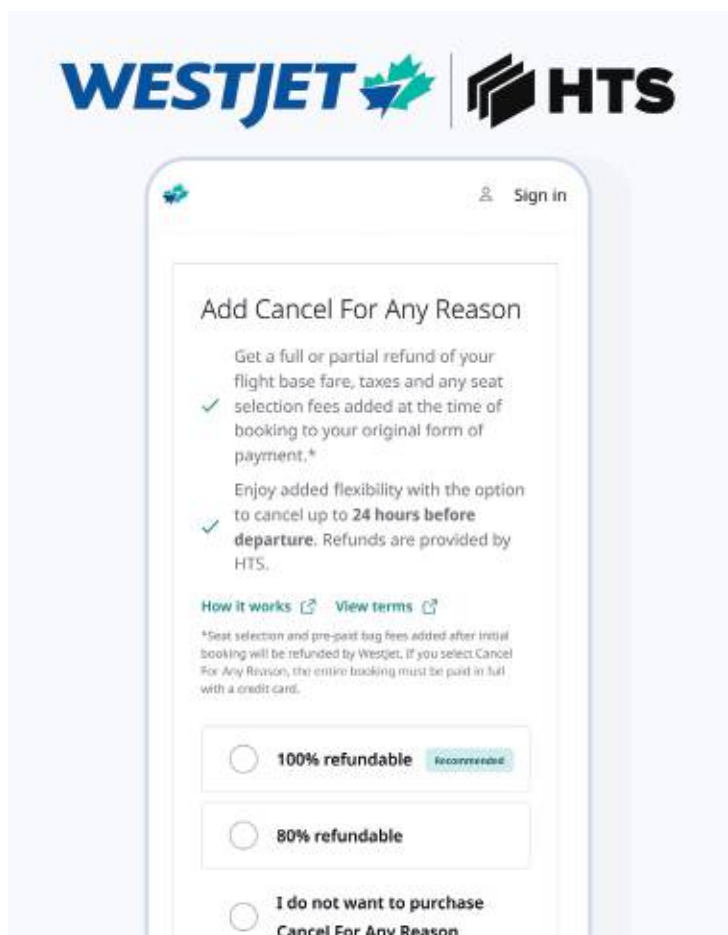 WESTJET HTS
Sign in
Add Cancel For Any Reason
Get a full or partial refund of your
flight base fare, taxes and any seat
selection fees added at the time of
booking to your original form of
payment.*
Enjoy added flexibility with the option
to cancel up to 24 hours before
departure. Refunds are provided by
HTS.
How it works View terms
*Seat selection and pre-paid bag fees added after initial
booking will be refunded by WestJet. If you select Cancel
For Any Reason, the entire booking must be paid in full
with a credit card.
100% refundable Recommended
80% refundable
I do not want to purchase
Cancel For Any Reason